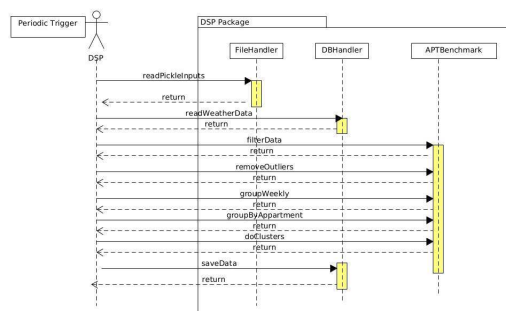 Periodic Trigger
DSP Package
DSP
FileHandler
DBHandler
APTBenchmark
readPickleInputs
return
readWeatherData
return
filterData
return
removeOutliers
return
groupWeekly
return
groupByAppartment
return
doClusters
return
saveData
return